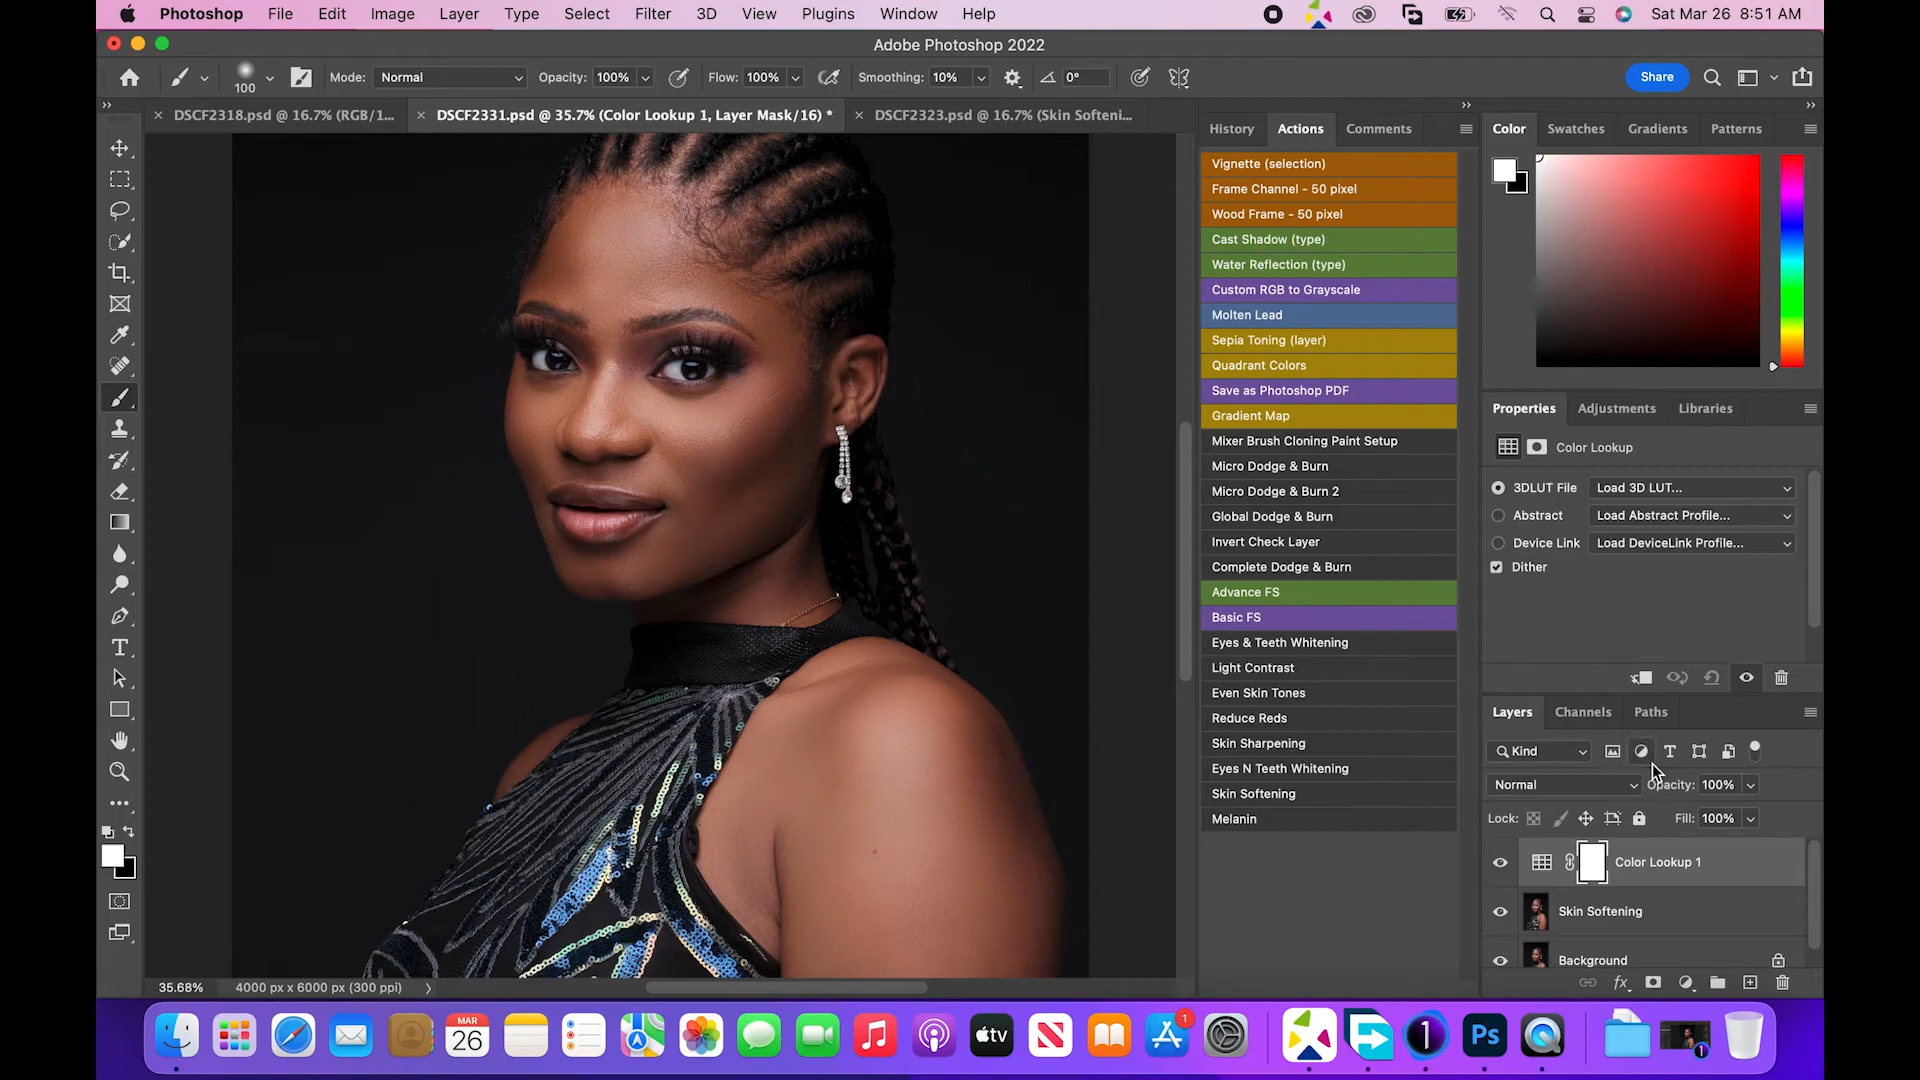 Photoshop File Edit Image Layer Type Select Filter 3D View Plugins Window Help Sat Mar 26 8:51 AM
Adobe Photoshop 2022
100 Mode: Normal Opacity: 100% Flow: 100% Smoothing: 10% 0° Share
DSCF2318.psd @ 16.7% (RGB/1... DSCF2331.psd @ 35.7% (Color Lookup 1, Layer Mask/16) * DSCF2323.psd @ 16.7% (Skin Softeni...
History Actions Comments
Vignette (selection)
Frame Channel - 50 pixel
Wood Frame - 50 pixel
Cast Shadow (type)
Water Reflection (type)
Custom RGB to Grayscale
Molten Lead
Sepia Toning (layer)
Quadrant Colors
Save as Photoshop PDF
Gradient Map
Mixer Brush Cloning Paint Setup
Micro Dodge & Burn
Micro Dodge & Burn 2
Global Dodge & Burn
Invert Check Layer
Complete Dodge & Burn
Advance FS
Basic FS
Eyes & Teeth Whitening
Light Contrast
Even Skin Tones
Reduce Reds
Skin Sharpening
Eyes N Teeth Whitening
Skin Softening
Melanin
Color Swatches Gradients Patterns
Properties Adjustments Libraries
Color Lookup
3DLUT File Load 3D LUT...
Abstract Load Abstract Profile...
Device Link Load DeviceLink Profile...
Dither
Layers Channels Paths
Kind
Normal Opacity: 100%
Lock: Fill: 100%
Color Lookup 1
Skin Softening
Background
fx
35.68% 4000 px x 6000 px (300 ppi)
MAR
26
tv
1
1
Ps